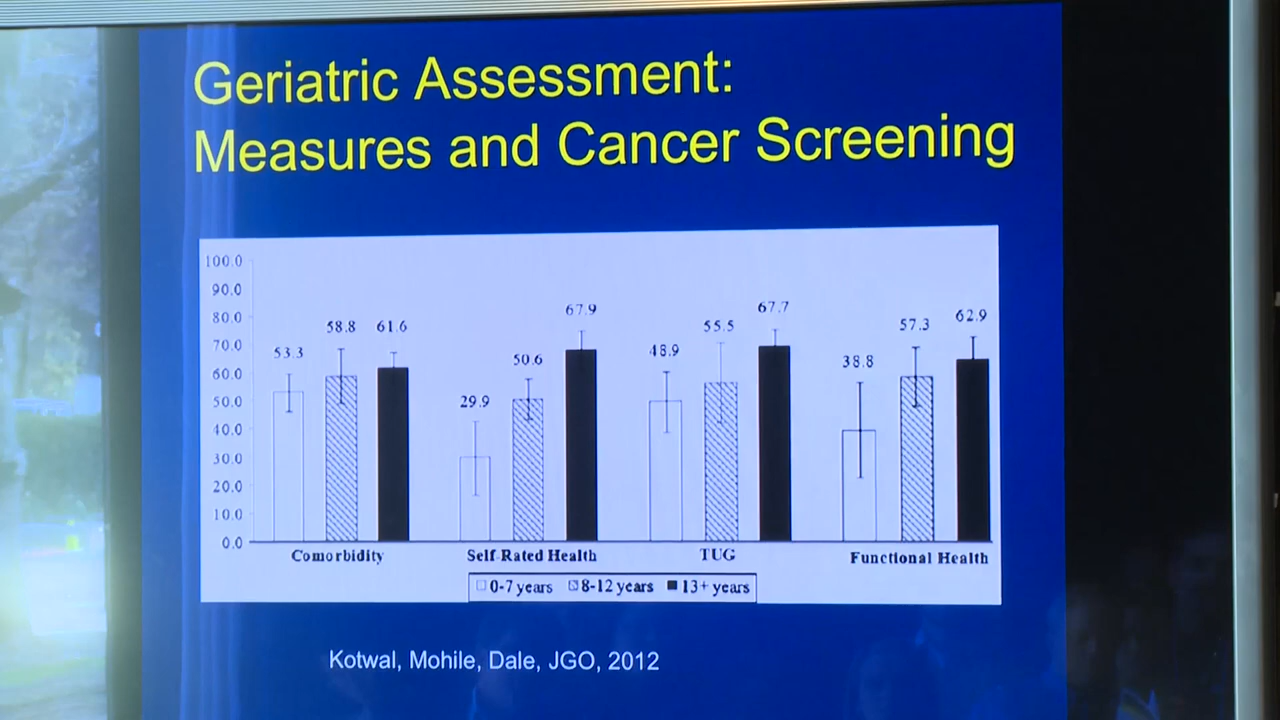 Geriatric Assessment:
Measures and Cancer Screening
100.0
90.0
80.0
70.0
60.0
50.0
40.0
30.0
20.0
10.0
0.0
53.3
58.8
61.6
29.9
50.6
67.9
48.9
55.5
67.7
38.8
57.3
62.9
Comorbidity
Self-Rated Health
TUG
Functional Health
0-7 years 8-12 years 13+ years
Kotwal, Mohile, Dale, JGO, 2012